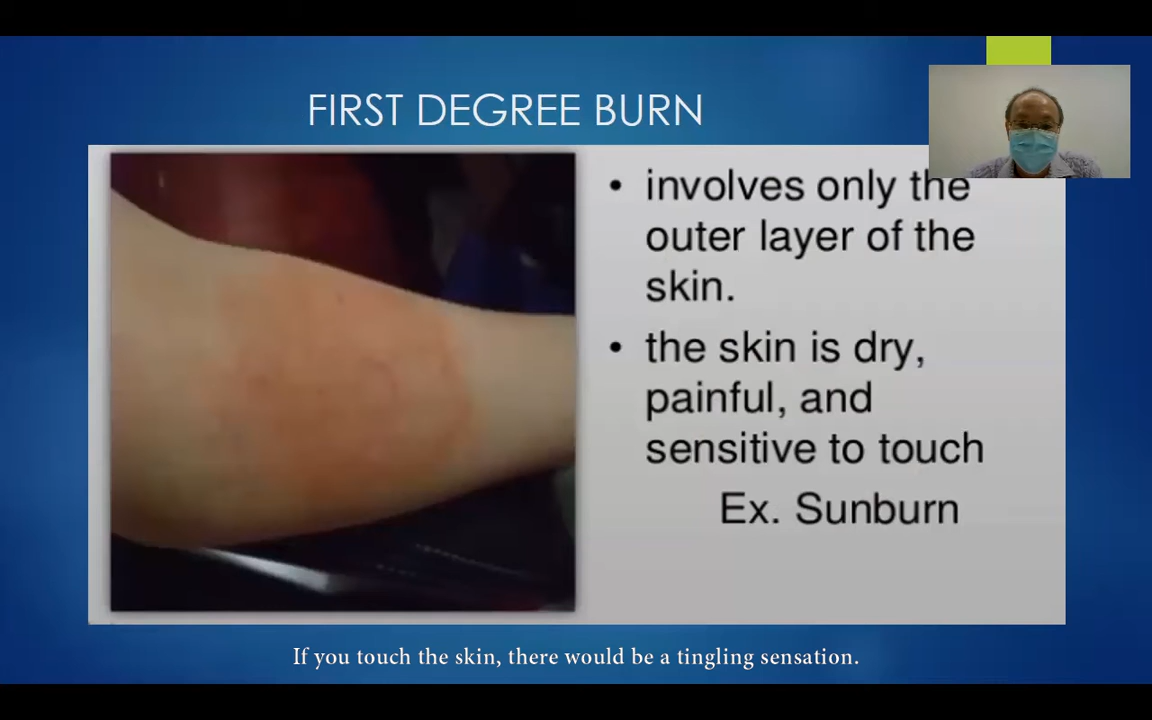 FIRST DEGREE BURN
• involves only the
outer layer of the
skin.
• the skin is dry,
painful, and
sensitive to touch
Ex. Sunburn
If you touch the skin, there would be a tingling sensation.